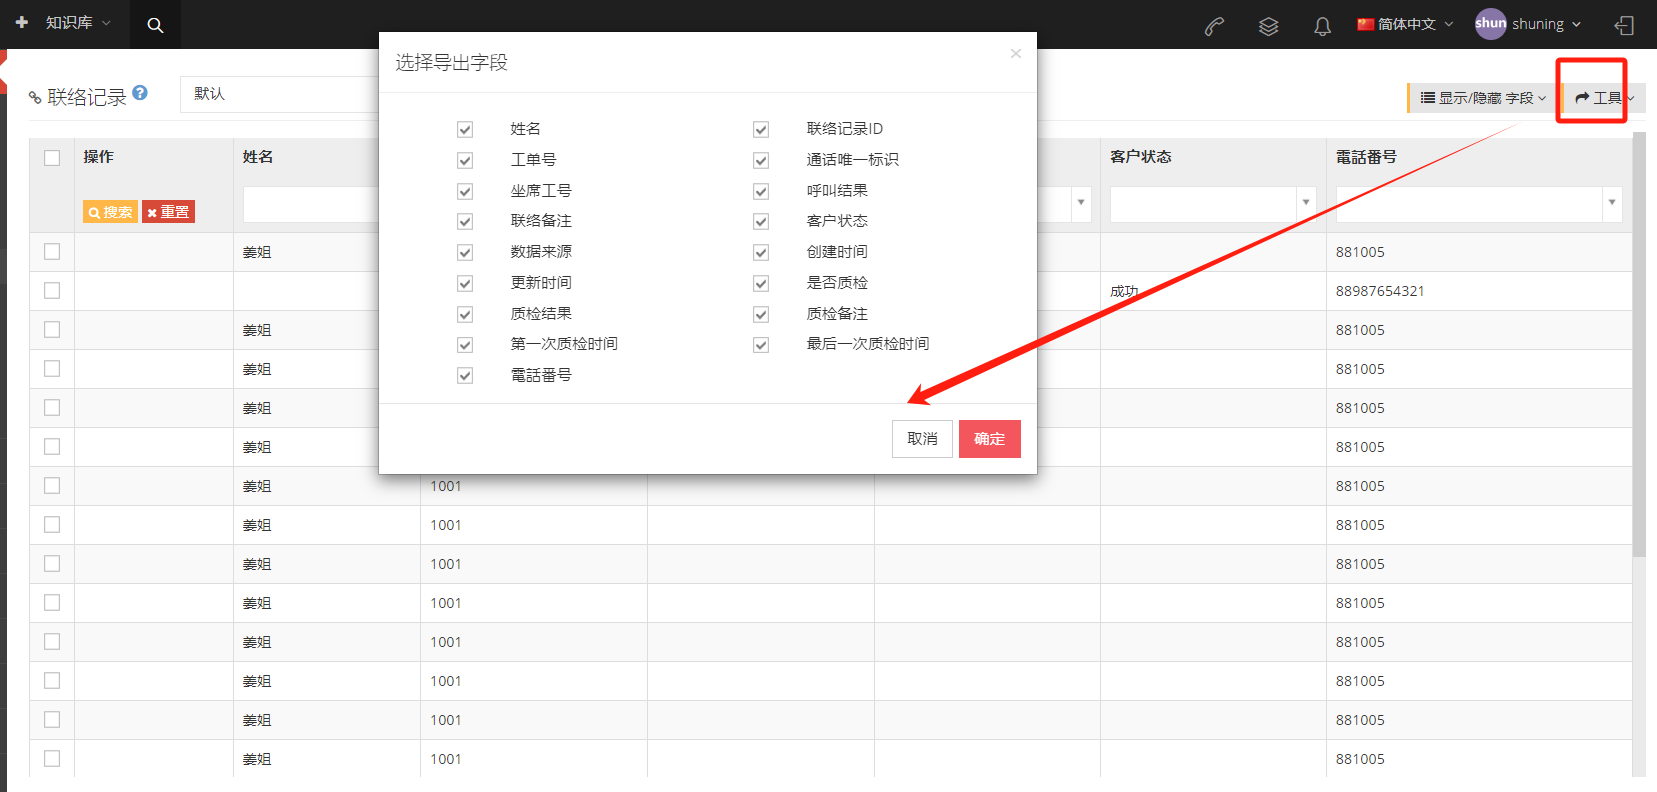 知识库
shun
简体中文 shuning
联络记录
默认
显示/隐藏 字段 工具
选择导出字段
姓名 联络记录ID
工单号 通话唯一标识
坐席工号 呼叫结果
联络备注 客户状态
数据来源 创建时间
更新时间 是否质检
质检结果 质检备注
第一次质检时间 最后一次质检时间
電話番号
取消 确定
操作 姓名 客户状态 電話番号
搜索 重置
姜姐 881005
成功 88987654321
姜姐 881005
姜姐 881005
姜姐 881005
姜姐 881005
姜姐 1001 881005
姜姐 1001 881005
姜姐 1001 881005
姜姐 1001 881005
姜姐 1001 881005
姜姐 1001 881005
姜姐 1001 881005
姜姐 1001 881005